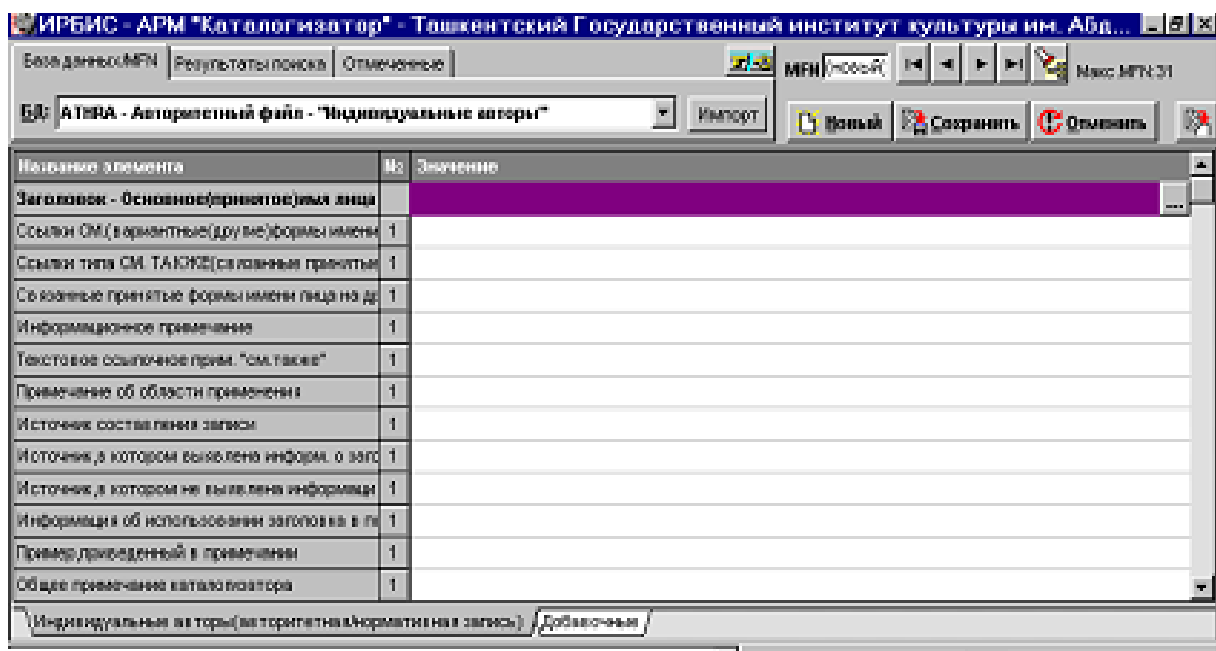 ИРБИС - АРМ "Каталогизатор" - Ташкентский Государственный институт культуры им. Абд...
База данных/MFN Результаты поиска Отмеченные
MFN (новый) Макс.MFN:31
БД: ATHRA - Авторитетный файл - "Индивидуальные авторы" Импорт Новый Сохранить Отменить
Название элемента № Значение
Заголовок - Основное(принятое)имя лица ...
Ссылки СМ.(вариантные(другие)формы имени 1
Ссылки типа СМ. ТАКЖЕ(связанные принятые 1
Связанные принятые формы имени лица на др 1
Информационное примечание 1
Текстовое ссылочное прим. "см.также" 1
Примечание об области применения 1
Источник составления записи 1
Источник,в котором выявлена информ. о заго 1
Источник,в котором не выявлена информаци 1
Информация об использовании заголовка в 1
Пример,приведенный в примечании 1
Общее примечание каталогизатора 1
Индивидуальные авторы(авторитетная/нормативная запись) Добавочные